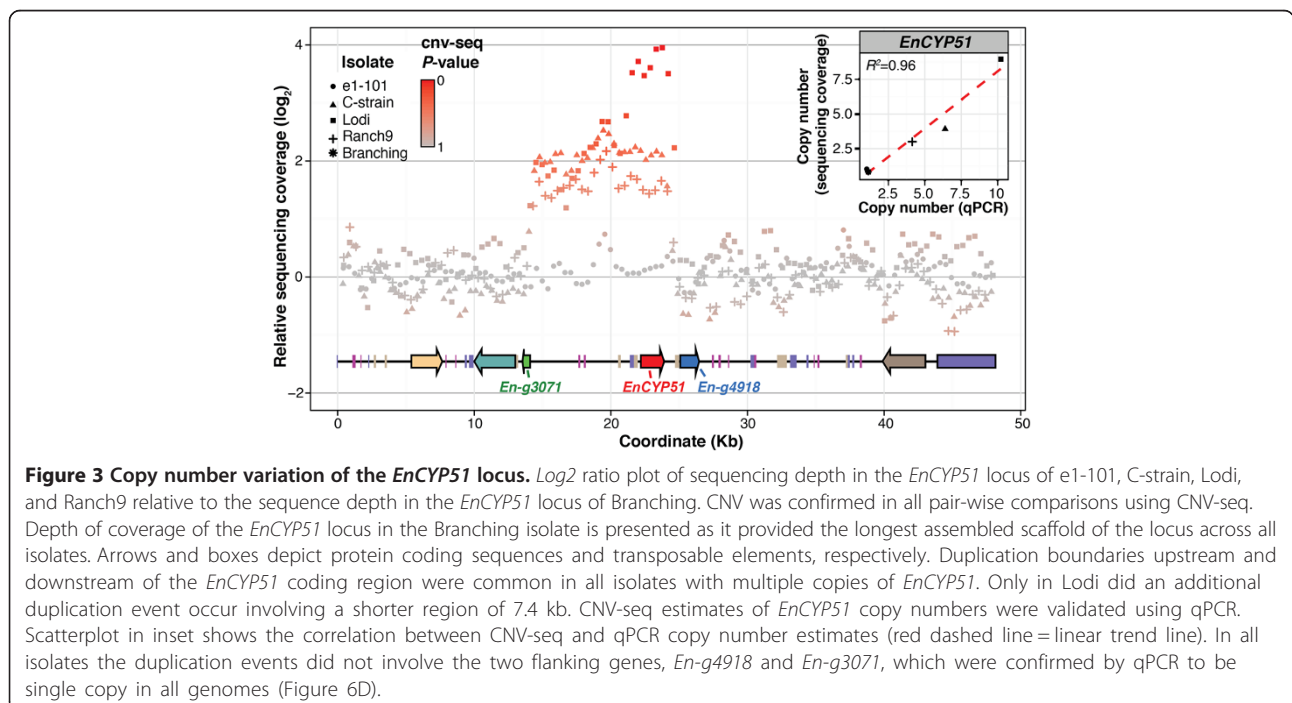 Isolate
e1-101
C-strain
Lodi
Ranch9
Branching
cnv-seq
P-value
0
1
EnCYP51
R²=0.96
Copy number
(sequencing coverage)
7.5
5.0
2.5
2.5 5.0 7.5 10
Copy number (qPCR)
Relative sequencing coverage (log2)
4
2
0
−2
En-g3071 EnCYP51 En-g4918
0 10 20 30 40 50
Coordinate (Kb)
Figure 3 Copy number variation of the EnCYP51 locus. Log2 ratio plot of sequencing depth in the EnCYP51 locus of e1-101, C-strain, Lodi,
and Ranch9 relative to the sequence depth in the EnCYP51 locus of Branching. CNV was confirmed in all pair-wise comparisons using CNV-seq.
Depth of coverage of the EnCYP51 locus in the Branching isolate is presented as it provided the longest assembled scaffold of the locus across all
isolates. Arrows and boxes depict protein coding sequences and transposable elements, respectively. Duplication boundaries upstream and
downstream of the EnCYP51 coding region were common in all isolates with multiple copies of EnCYP51. Only in Lodi did an additional
duplication event occur involving a shorter region of 7.4 kb. CNV-seq estimates of EnCYP51 copy numbers were validated using qPCR.
Scatterplot in inset shows the correlation between CNV-seq and qPCR copy number estimates (red dashed line = linear trend line). In all
isolates the duplication events did not involve the two flanking genes, En-g4918 and En-g3071, which were confirmed by qPCR to be
single copy in all genomes (Figure 6D).